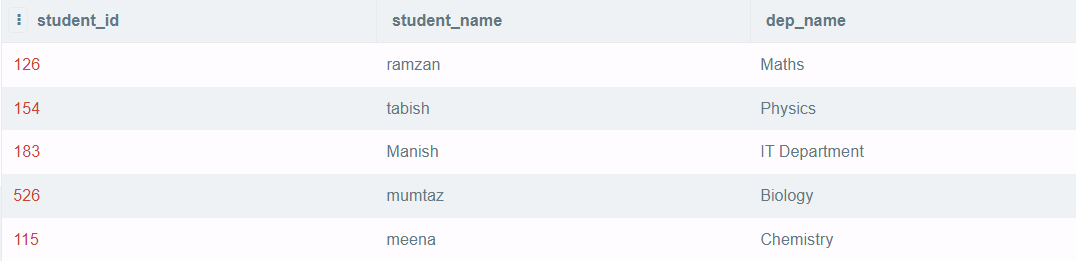 student_id student_name dep_name
126 ramzan Maths
154 tabish Physics
183 Manish IT Department
526 mumtaz Biology
115 meena Chemistry